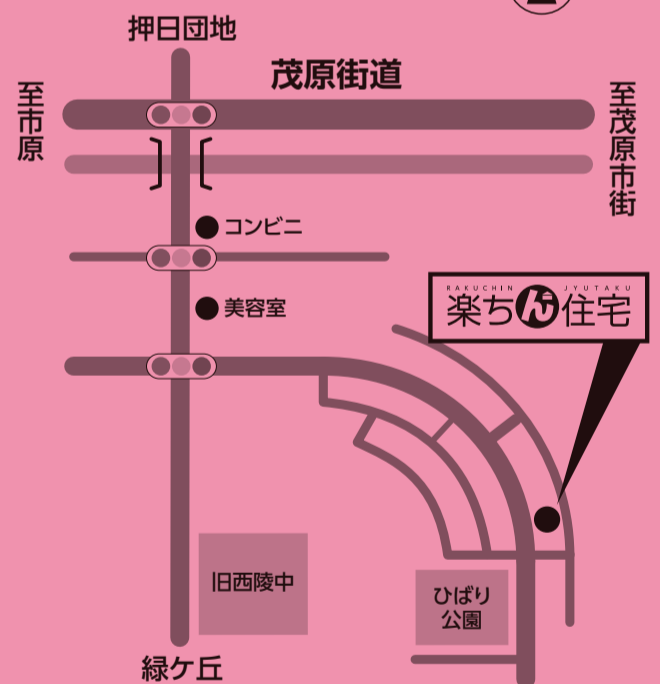 押日団地
茂原街道
至市原
至茂原市街
コンビニ
美容室
RAKUCHIN JYUTAKU
楽ちん住宅
旧西陵中
ひばり
公園
緑ケ丘